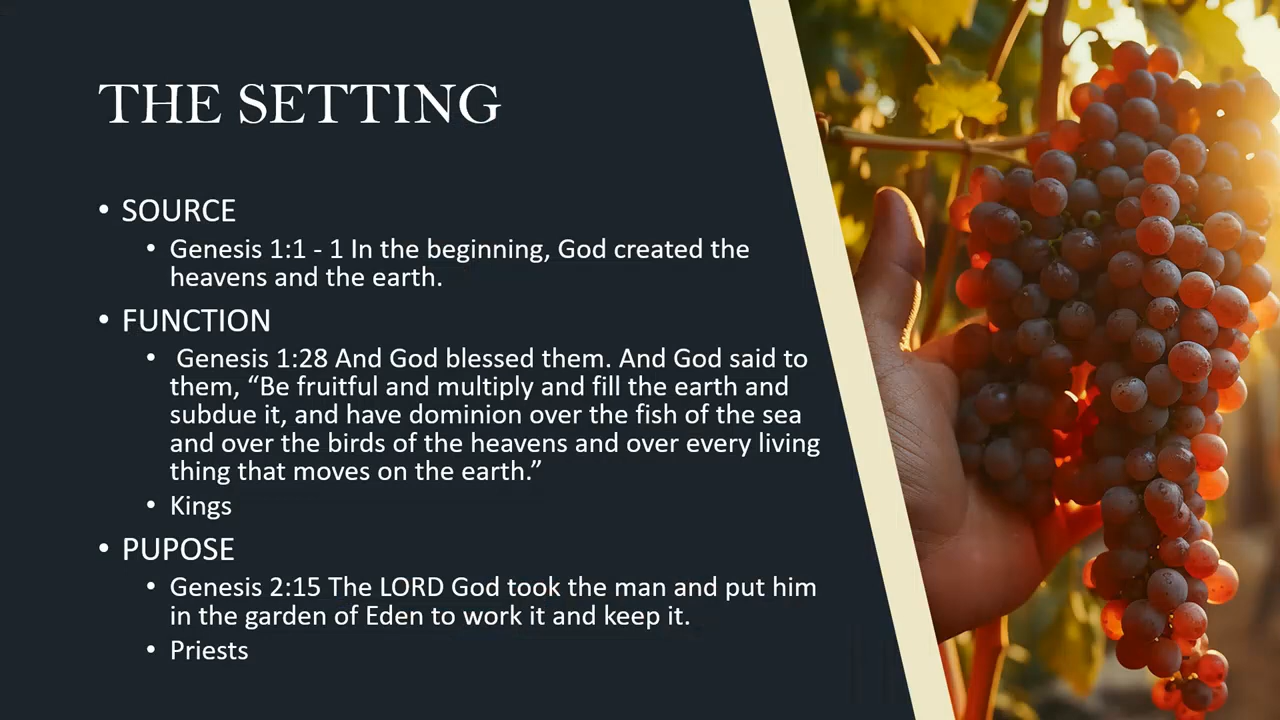 THE SETTING
• SOURCE
• Genesis 1:1 - 1 In the beginning, God created the
heavens and the earth.
• FUNCTION
• Genesis 1:28 And God blessed them. And God said to
them, “Be fruitful and multiply and fill the earth and
subdue it, and have dominion over the fish of the sea
and over the birds of the heavens and over every living
thing that moves on the earth.”
• Kings
• PUPOSE
• Genesis 2:15 The LORD God took the man and put him
in the garden of Eden to work it and keep it.
• Priests